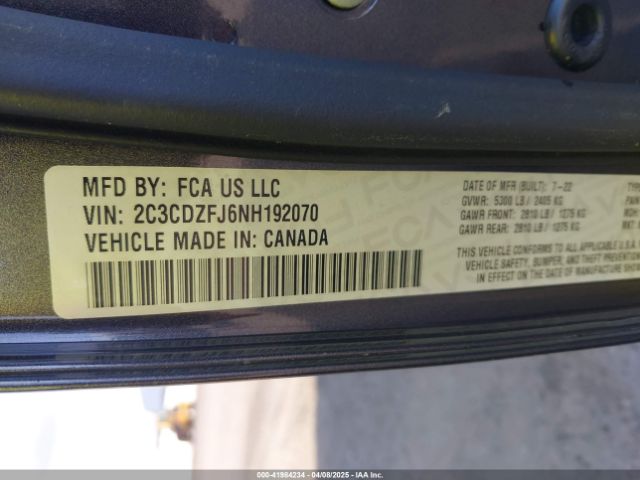 MFD BY: FCA US LLC
VIN: 2C3CDZFJ6NH192070
VEHICLE MADE IN: CANADA
DATE OF MFR (BUILT): 7-22
GVWR: 5300 LB / 2405 KG
GAWR FRONT: 2810 LB / 1275 KG
GAWR REAR: 2810 LB / 1275 KG
THIS VEHICLE CONFORMS TO ALL APPLICABLE U.S.A.
VEHICLE SAFETY, BUMPER, AND THEFT PREVENTION
IN EFFECT ON THE DATE OF MANUFACTURE SHOWN
000-41984234 - 04/08/2025 - IAAI.COM